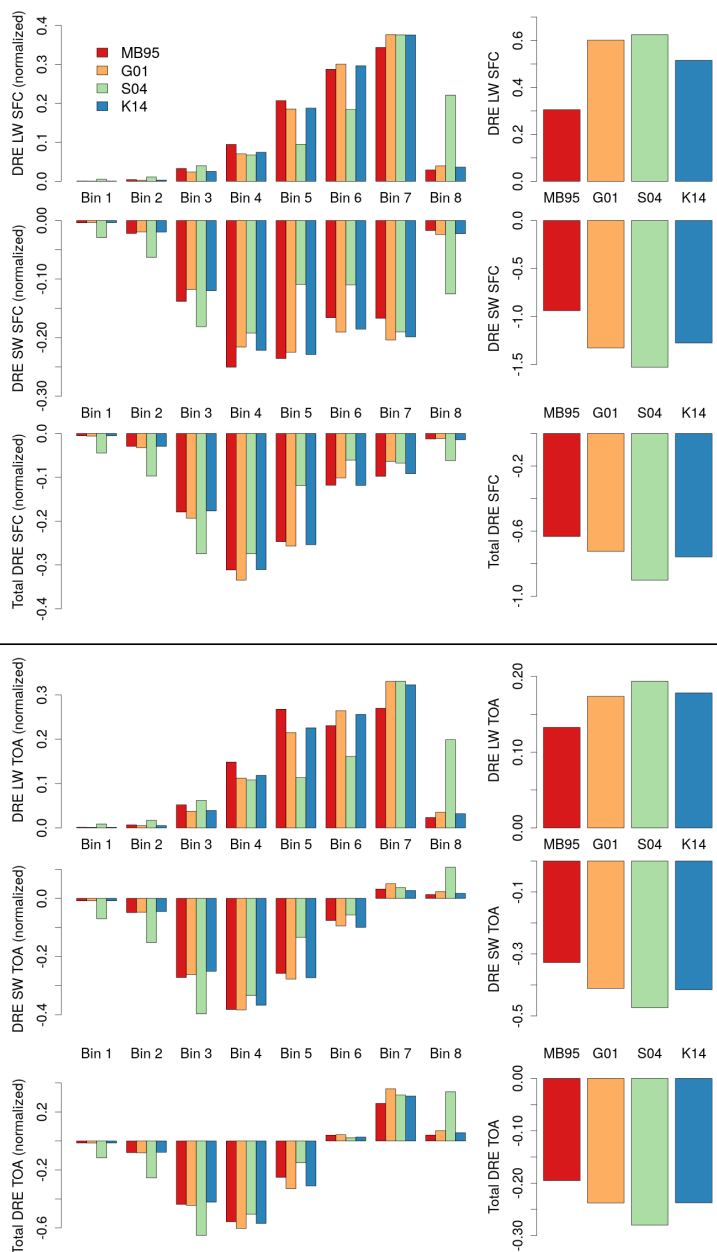 DRE LW SFC (normalized)
0.4
0.3
0.2
0.1
0.0
MB95
G01
S04
K14
Bin 1 Bin 2 Bin 3 Bin 4 Bin 5 Bin 6 Bin 7 Bin 8
DRE LW SFC
0.6
0.4
0.2
0.0
MB95 G01 S04 K14
DRE SW SFC (normalized)
0.00
-0.10
-0.20
-0.30
Bin 1 Bin 2 Bin 3 Bin 4 Bin 5 Bin 6 Bin 7 Bin 8
DRE SW SFC
0.0
-0.5
-1.0
-1.5
MB95 G01 S04 K14
Total DRE SFC (normalized)
0.0
-0.1
-0.2
-0.3
-0.4
Total DRE SFC
-0.2
-0.6
-1.0
DRE LW TOA (normalized)
0.3
0.2
0.1
0.0
Bin 1 Bin 2 Bin 3 Bin 4 Bin 5 Bin 6 Bin 7 Bin 8
DRE LW TOA
0.20
0.10
0.00
MB95 G01 S04 K14
DRE SW TOA (normalized)
0.0
-0.2
-0.4
Bin 1 Bin 2 Bin 3 Bin 4 Bin 5 Bin 6 Bin 7 Bin 8
DRE SW TOA
-0.1
-0.3
-0.5
MB95 G01 S04 K14
Total DRE TOA (normalized)
0.2
-0.2
-0.6
Total DRE TOA
0.00
-0.10
-0.20
-0.30